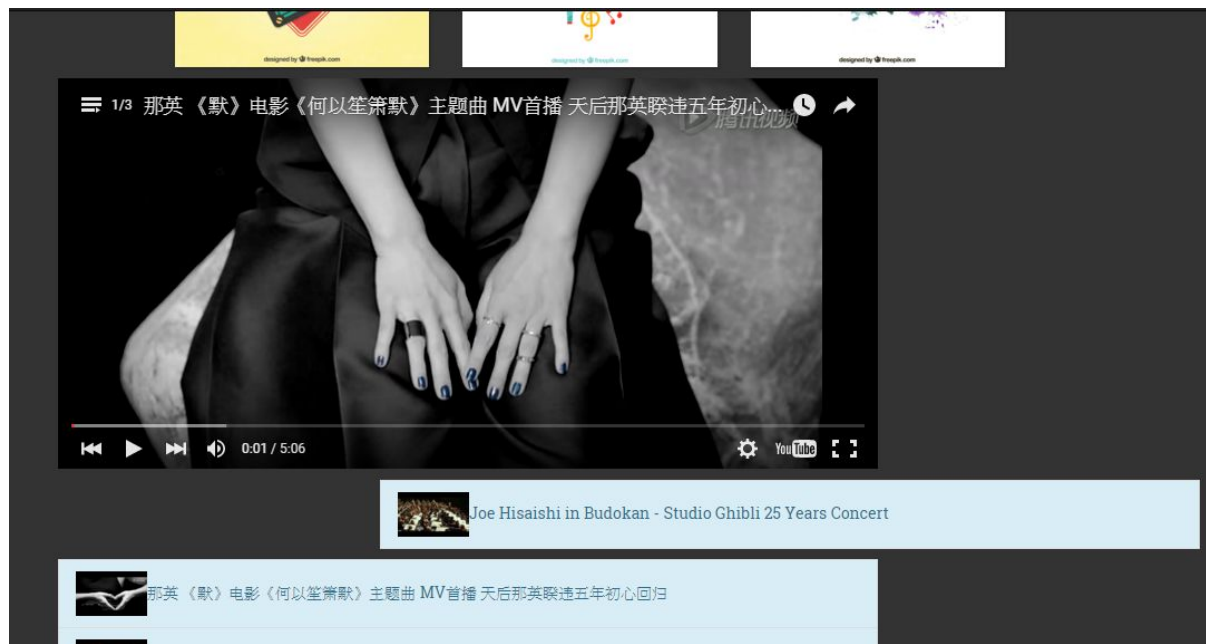 designed by freepik.com
designed by freepik.com
designed by freepik.com
1/3 那英 《默》电影《何以笙箫默》主题曲 MV首播 天后那英睽违五年初心...
腾讯视频
0:01 / 5:06
YouTube
Joe Hisaishi in Budokan - Studio Ghibli 25 Years Concert
那英 《默》电影《何以笙箫默》主题曲 MV首播 天后那英睽违五年初心回归